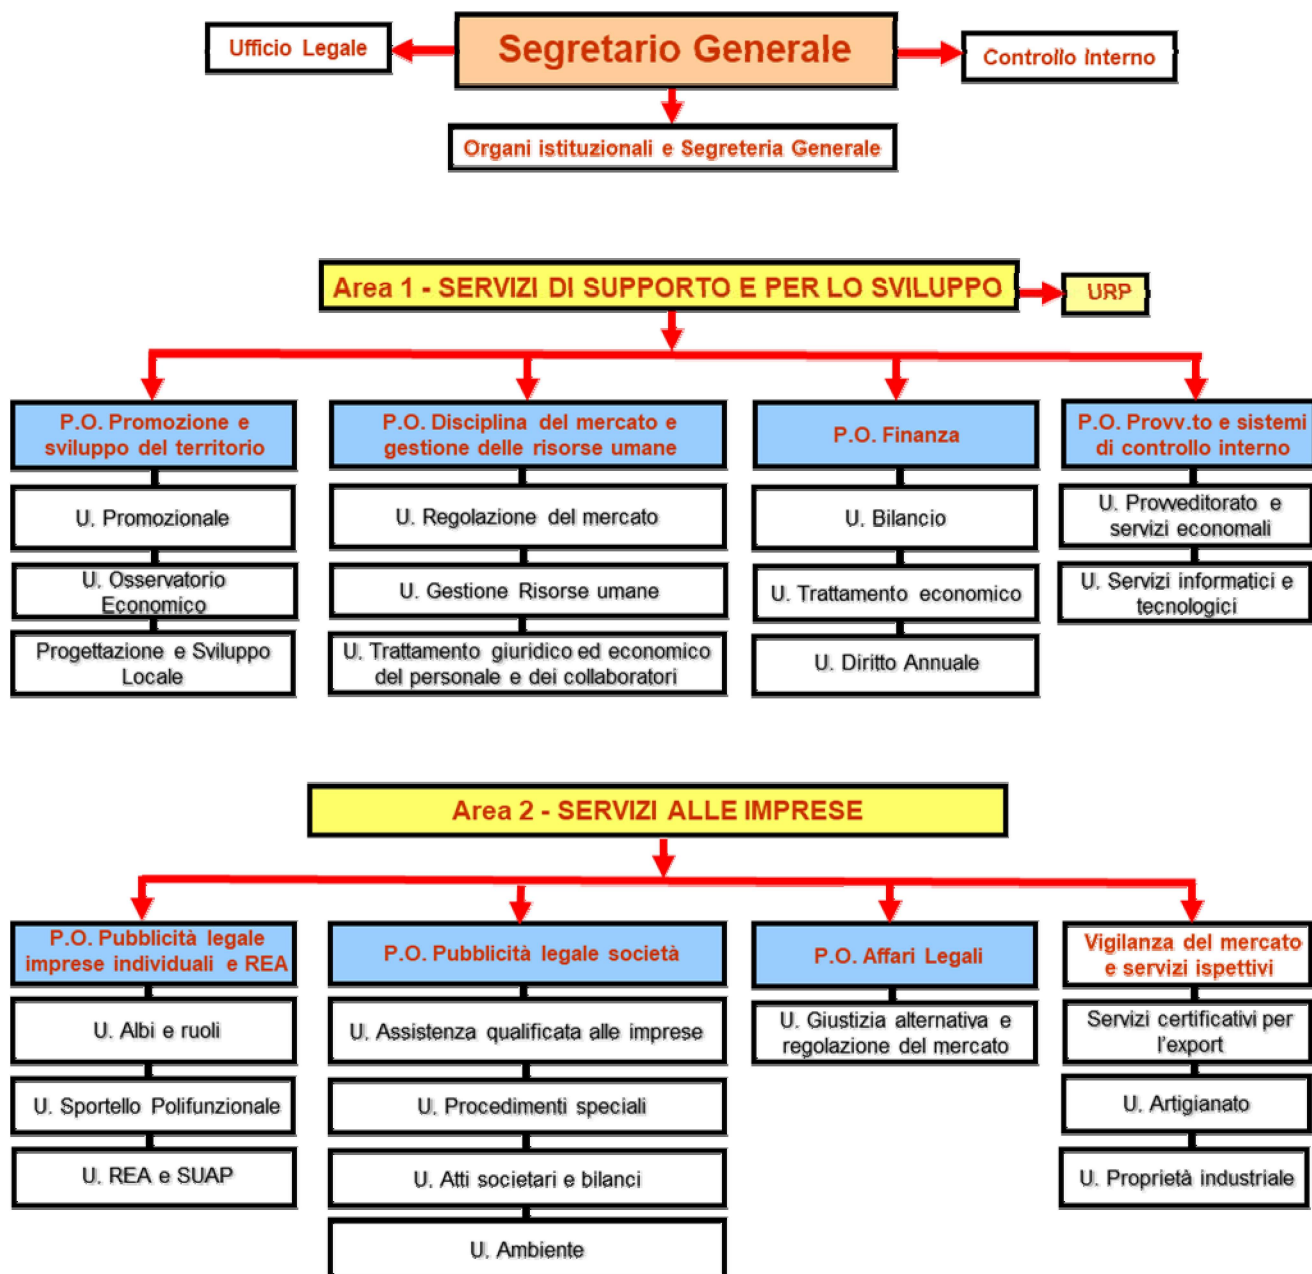 Segretario Generale
Ufficio Legale
Controllo Interno
Organi istituzionali e Segreteria Generale
Area 1 - SERVIZI DI SUPPORTO E PER LO SVILUPPO
URP
P.O. Promozione e
sviluppo del territorio
U. Promozionale
U. Osservatorio
Economico
Progettazione e Sviluppo
Locale
P.O. Disciplina del mercato e
gestione delle risorse umane
U. Regolazione del mercato
U. Gestione Risorse umane
U. Trattamento giuridico ed economico
del personale e dei collaboratori
P.O. Finanza
U. Bilancio
U. Trattamento economico
U. Diritto Annuale
P.O. Provv.to e sistemi
di controllo interno
U. Provveditorato e
servizi economali
U. Servizi informatici e
tecnologici
Area 2 - SERVIZI ALLE IMPRESE
P.O. Pubblicità legale
imprese individuali e REA
U. Albi e ruoli
U. Sportello Polifunzionale
U. REA e SUAP
P.O. Pubblicità legale società
U. Assistenza qualificata alle imprese
U. Procedimenti speciali
U. Atti societari e bilanci
U. Ambiente
P.O. Affari Legali
U. Giustizia alternativa e
regolazione del mercato
Vigilanza del mercato
e servizi ispettivi
Servizi certificativi per
l'export
U. Artigianato
U. Proprietà industriale